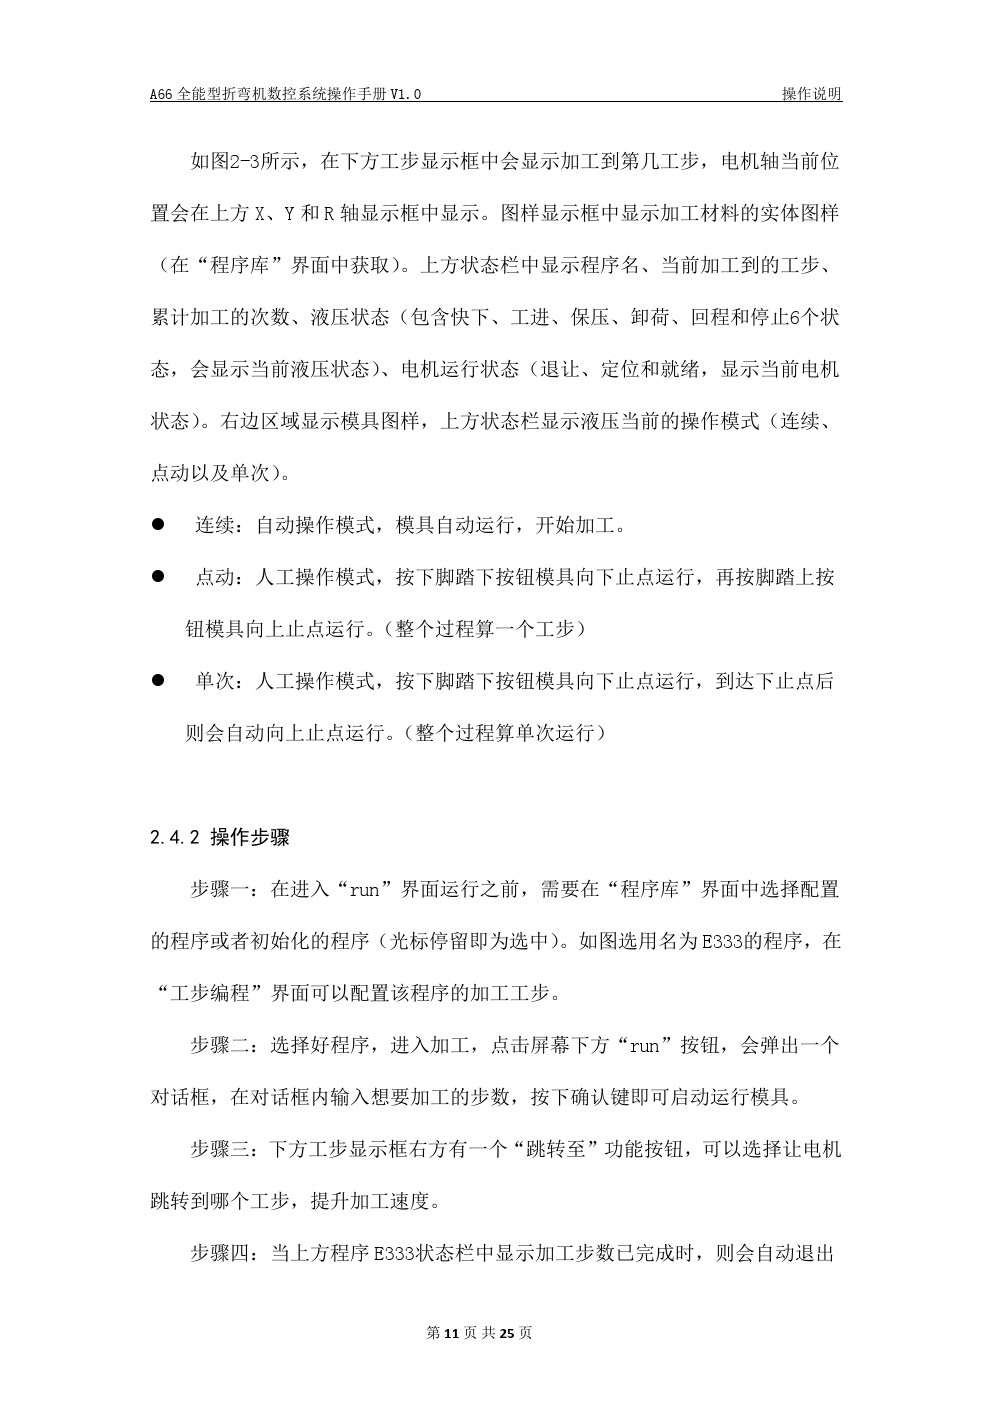 A66 全能型折弯机数控系统操作手册 V1.0 操作说明
如图2-3所示，在下方工步显示框中会显示加工到第几工步，电机轴当前位
置会在上方 X、Y 和 R 轴显示框中显示。图样显示框中显示加工材料的实体图样
（在“程序库”界面中获取）。上方状态栏中显示程序名、当前加工到的工步、
累计加工的次数、液压状态（包含快下、工进、保压、卸荷、回程和停止6个状
态，会显示当前液压状态）、电机运行状态（退让、定位和就绪，显示当前电机
状态）。右边区域显示模具图样，上方状态栏显示液压当前的操作模式（连续、
点动以及单次）。
● 连续：自动操作模式，模具自动运行，开始加工。
● 点动：人工操作模式，按下脚踏下按钮模具向下止点运行，再按脚踏上按
钮模具向上止点运行。（整个过程算一个工步）
● 单次：人工操作模式，按下脚踏下按钮模具向下止点运行，到达下止点后
则会自动向上止点运行。（整个过程算单次运行）
2.4.2 操作步骤
步骤一：在进入“run”界面运行之前，需要在“程序库”界面中选择配置
的程序或者初始化的程序（光标停留即为选中）。如图选用名为 E333的程序，在
“工步编程”界面可以配置该程序的加工工步。
步骤二：选择好程序，进入加工，点击屏幕下方“run”按钮，会弹出一个
对话框，在对话框内输入想要加工的步数，按下确认键即可启动运行模具。
步骤三：下方工步显示框右方有一个“跳转至”功能按钮，可以选择让电机
跳转到哪个工步，提升加工速度。
步骤四：当上方程序 E333状态栏中显示加工步数已完成时，则会自动退出
第 11 页 共 25 页